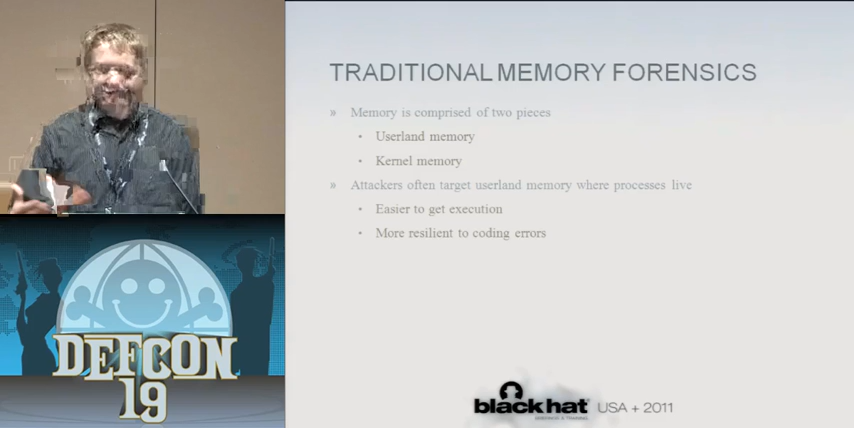 TRADITIONAL MEMORY FORENSICS
» Memory is comprised of two pieces
• Userland memory
• Kernel memory
» Attackers often target userland memory where processes live
• Easier to get execution
• More resilient to coding errors
DEFCON
19
black hat USA + 2011